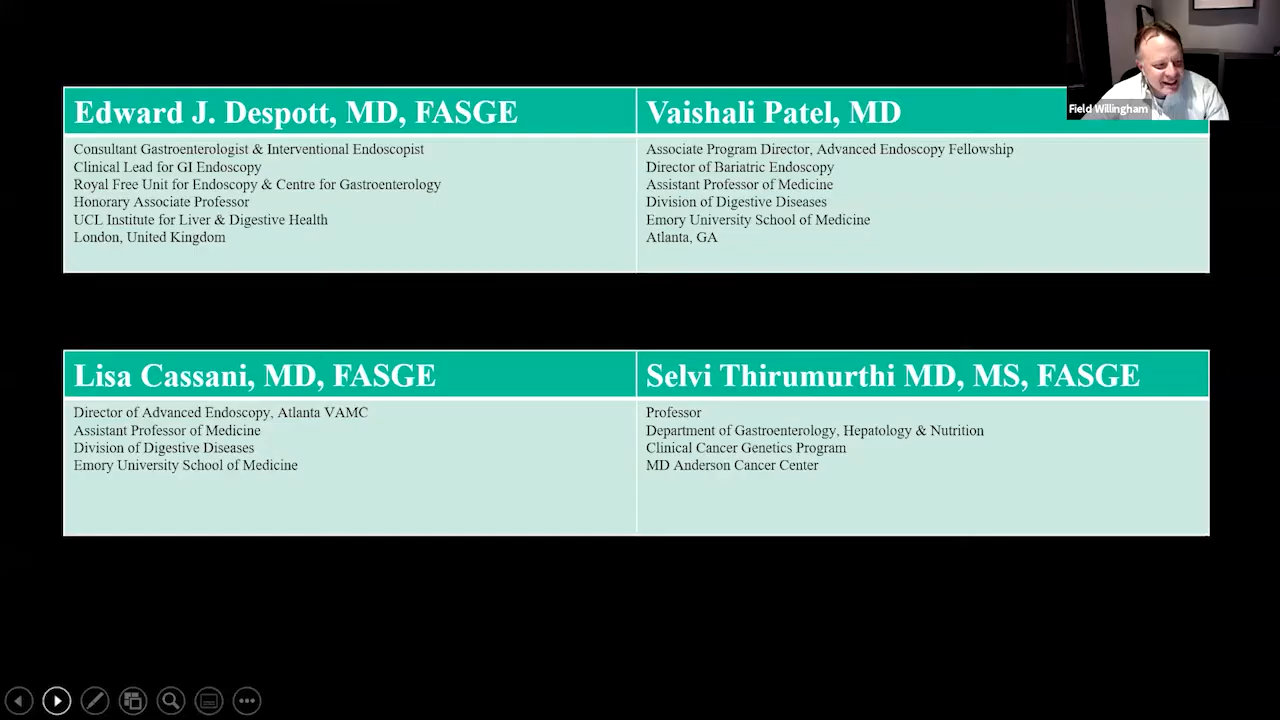 Edward J. Despott, MD, FASGE
Consultant Gastroenterologist & Interventional Endoscopist
Clinical Lead for GI Endoscopy
Royal Free Unit for Endoscopy & Centre for Gastroenterology
Honorary Associate Professor
UCL Institute for Liver & Digestive Health
London, United Kingdom
Vaishali Patel, MD
Associate Program Director, Advanced Endoscopy Fellowship
Director of Bariatric Endoscopy
Assistant Professor of Medicine
Division of Digestive Diseases
Emory University School of Medicine
Atlanta, GA
Field Willingham
Lisa Cassani, MD, FASGE
Director of Advanced Endoscopy, Atlanta VAMC
Assistant Professor of Medicine
Division of Digestive Diseases
Emory University School of Medicine
Selvi Thirumurthi MD, MS, FASGE
Professor
Department of Gastroenterology, Hepatology & Nutrition
Clinical Cancer Genetics Program
MD Anderson Cancer Center